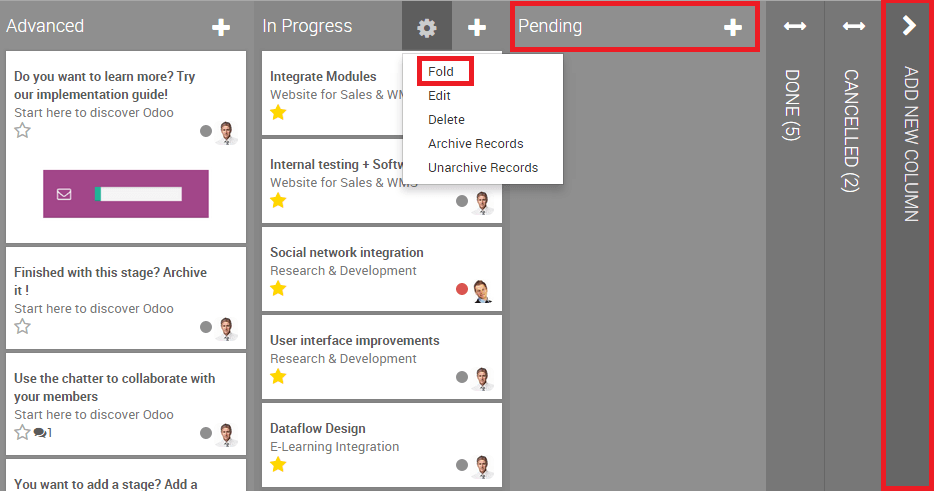 Advanced
Do you want to learn more? Try
our implementation guide!
Start here to discover Odoo
Finished with this stage? Archive
it !
Start here to discover Odoo
Use the chatter to collaborate with
your members
Start here to discover Odoo
1
You want to add a stage? Add a
In Progress
Integrate Modules
Website for Sales & WM
Internal testing + Softw
Website for Sales & WMS
Social network integration
Research & Development
User interface improvements
Research & Development
Dataflow Design
E-Learning Integration
Fold
Edit
Delete
Archive Records
Unarchive Records
Pending
DONE (5)
CANCELLED (2)
ADD NEW COLUMN